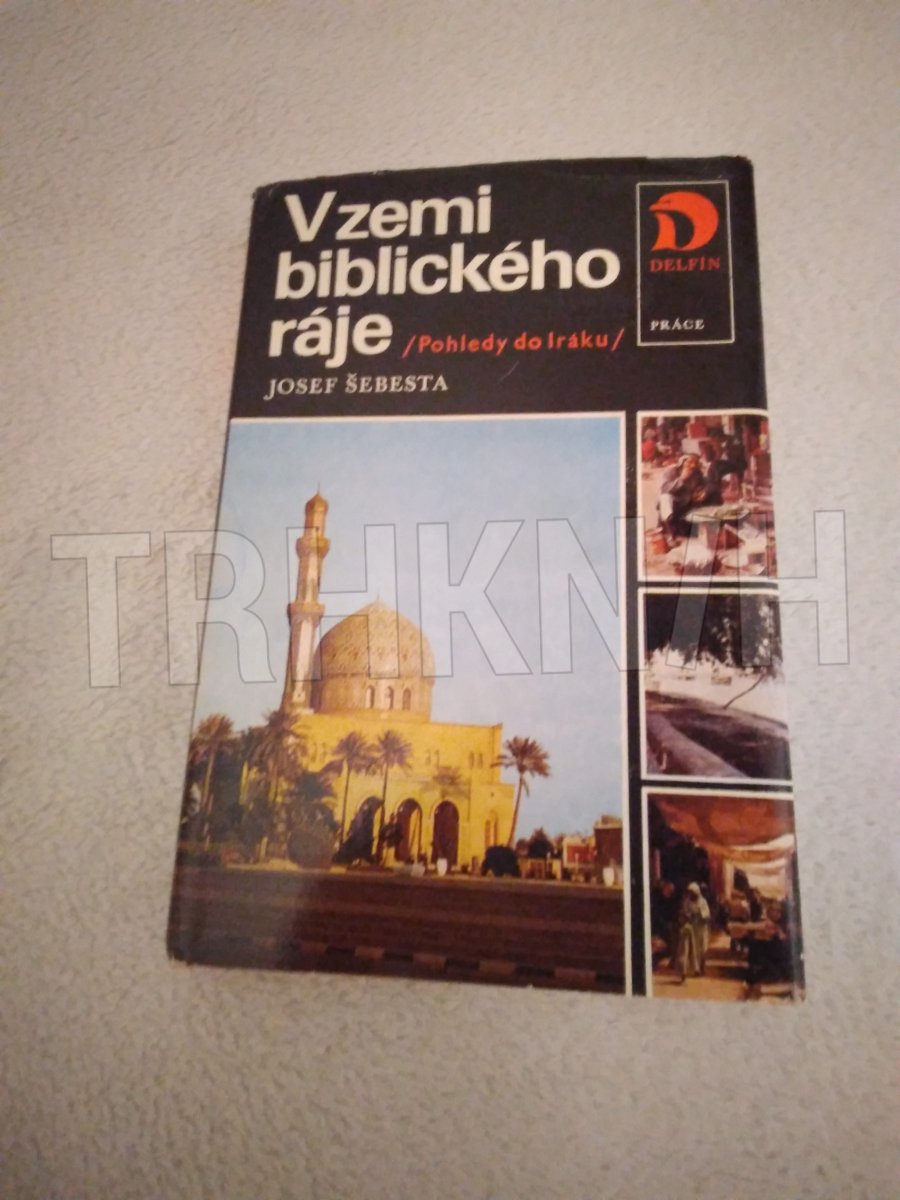 V zemi
biblického
ráje /Pohledy do Iráku/
JOSEF ŠEBESTA
DELFÍN
PRÁCE
TRHKNIH